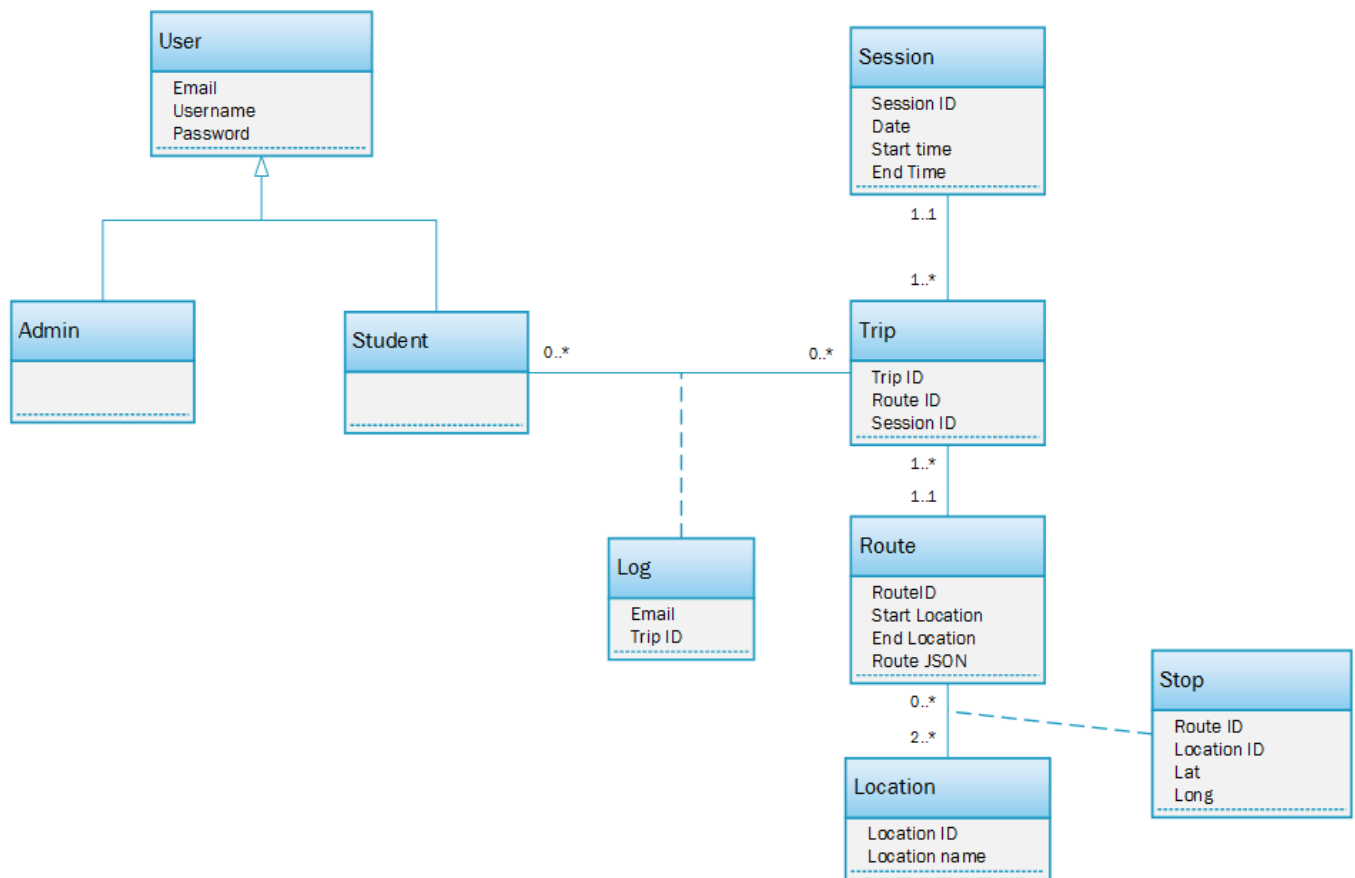 User
Email
Username
Password
Session
Session ID
Date
Start time
End Time
1..1
1..*
Admin
Student
0..*
0..*
Trip
Trip ID
Route ID
Session ID
1..*
1..1
Log
Email
Trip ID
Route
RouteID
Start Location
End Location
Route JSON
0..*
2..*
Stop
Route ID
Location ID
Lat
Long
Location
Location ID
Location name